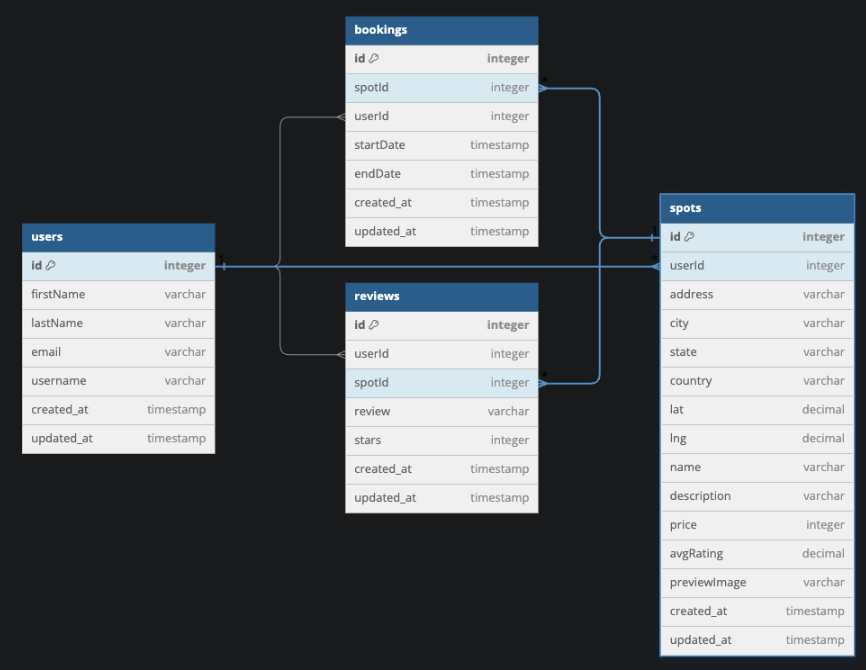 bookings
id integer
spotId integer
userId integer
startDate timestamp
endDate timestamp
created_at timestamp
updated_at timestamp
users
id integer
firstName varchar
lastName varchar
email varchar
username varchar
created_at timestamp
updated_at timestamp
reviews
id integer
userId integer
spotId integer
review varchar
stars integer
created_at timestamp
updated_at timestamp
spots
id integer
userId integer
address varchar
city varchar
state varchar
country varchar
lat decimal
lng decimal
name varchar
description varchar
price integer
avgRating decimal
previewImage varchar
created_at timestamp
updated_at timestamp
1
*
*
1
*